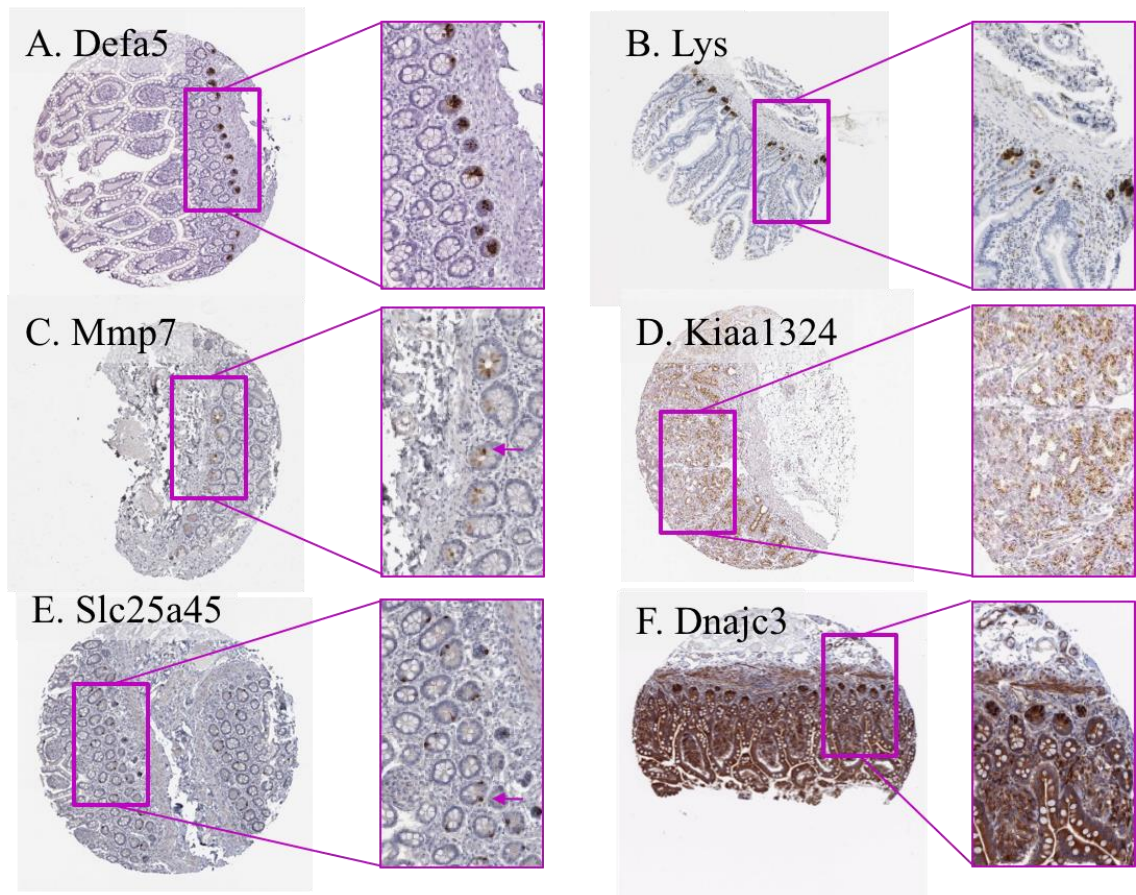 A. Defa5
B. Lys
C. Mmp7
D. Kiaa1324
E. Slc25a45
F. Dnajc3